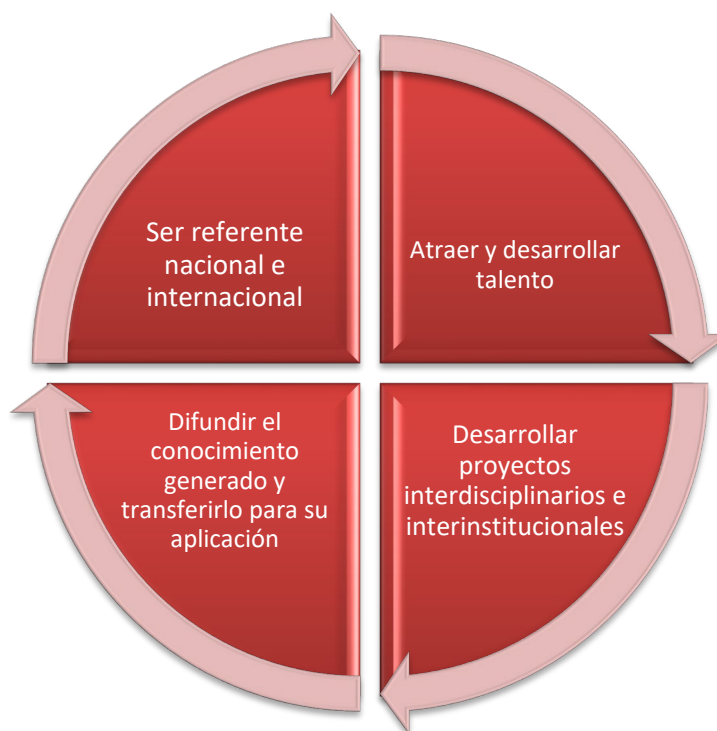 Ser referente
nacional e
internacional
Atraer y desarrollar
talento
Difundir el
conocimiento
generado y
transferirlo para su
aplicación
Desarrollar
proyectos
interdisciplinarios e
interinstitucionales